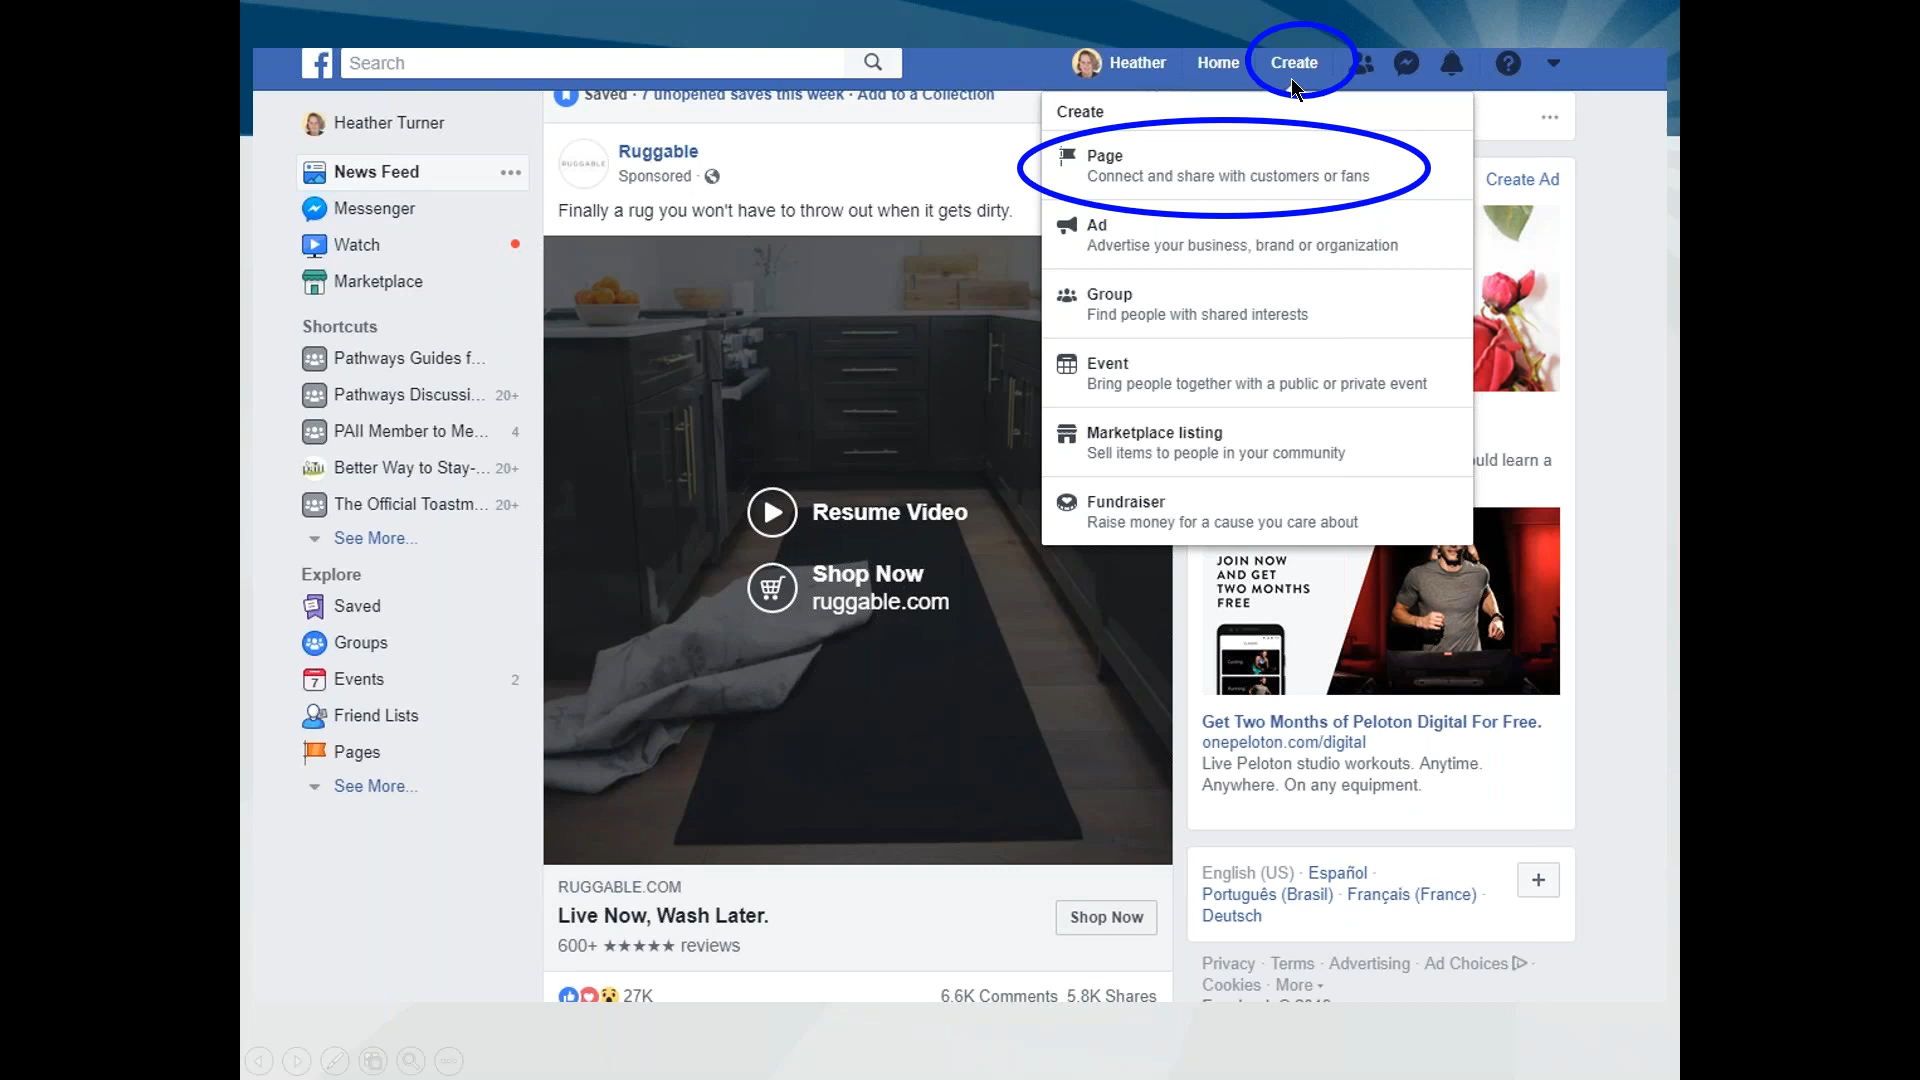 Search
Heather
Home
Create
Heather Turner
News Feed
Messenger
Watch
Marketplace
Shortcuts
Pathways Guides f...
Pathways Discussi... 20+
PAII Member to Me... 4
Better Way to Stay-... 20+
The Official Toastm... 20+
See More...
Explore
Saved
Groups
7
Events 2
Friend Lists
Pages
See More...
Saved · 7 unopened saves this week · Add to a Collection
RUGGABLE
Ruggable
Sponsored ·
Finally a rug you won't have to throw out when it gets dirty.
Resume Video
Shop Now
ruggable.com
RUGGABLE.COM
Live Now, Wash Later.
600+ ★★★★★ reviews
Shop Now
27K
6.6K Comments 5.8K Shares
Create
Page
Connect and share with customers or fans
Ad
Advertise your business, brand or organization
Group
Find people with shared interests
Event
Bring people together with a public or private event
Marketplace listing
Sell items to people in your community
Fundraiser
Raise money for a cause you care about
Create Ad
learn a
JOIN NOW
AND GET
TWO MONTHS
FREE
Get Two Months of Peloton Digital For Free.
onepeloton.com/digital
Live Peloton studio workouts. Anytime.
Anywhere. On any equipment.
English (US) · Español ·
Português (Brasil) · Français (France) ·
Deutsch
Privacy · Terms · Advertising · Ad Choices ·
Cookies · More